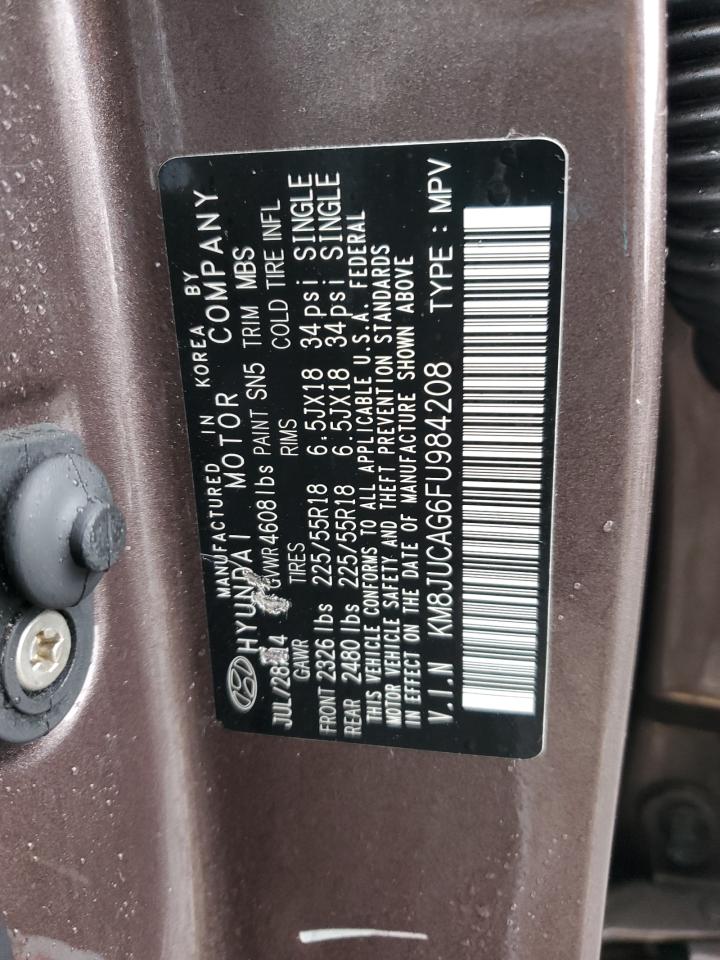 MANUFACTURED IN KOREA BY
HYUNDAI MOTOR COMPANY
JUL/28/14 GVWR4608lbs PAINT SN5 TRIM MBS
GAWR TIRES RIMS COLD TIRE INFL
FRONT 2326 lbs 225/55R18 6.5JX18 34psi SINGLE
REAR 2480 lbs 225/55R18 6.5JX18 34psi SINGLE
THIS VEHICLE CONFORMS TO ALL APPLICABLE U.S.A. FEDERAL
MOTOR VEHICLE SAFETY AND THEFT PREVENTION STANDARDS
IN EFFECT ON THE DATE OF MANUFACTURE SHOWN ABOVE
V.I.N KM8JUCAG6FU984208 TYPE : MPV